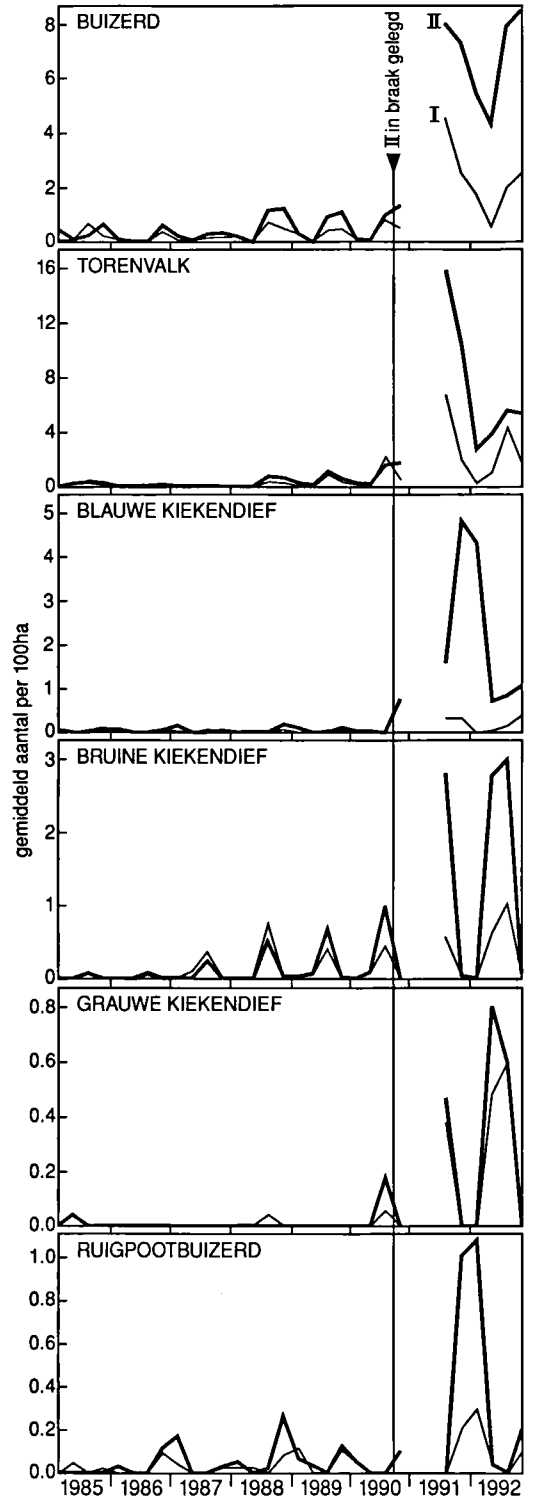 BUIZERD
8
6
4
2
0
II
I
II in braak gelegd
TORENVALK
16
12
8
4
0
BLAUWE KIEKENDIEF
5
4
3
2
1
0
gemiddeld aantal per 100ha
BRUINE KIEKENDIEF
3
2
1
0
GRAUWE KIEKENDIEF
0.8
0.6
0.4
0.2
0.0
RUIGPOOTBUIZERD
1.0
0.8
0.6
0.4
0.2
0.0
1985 1986 1987 1988 1989 1990 1991 1992